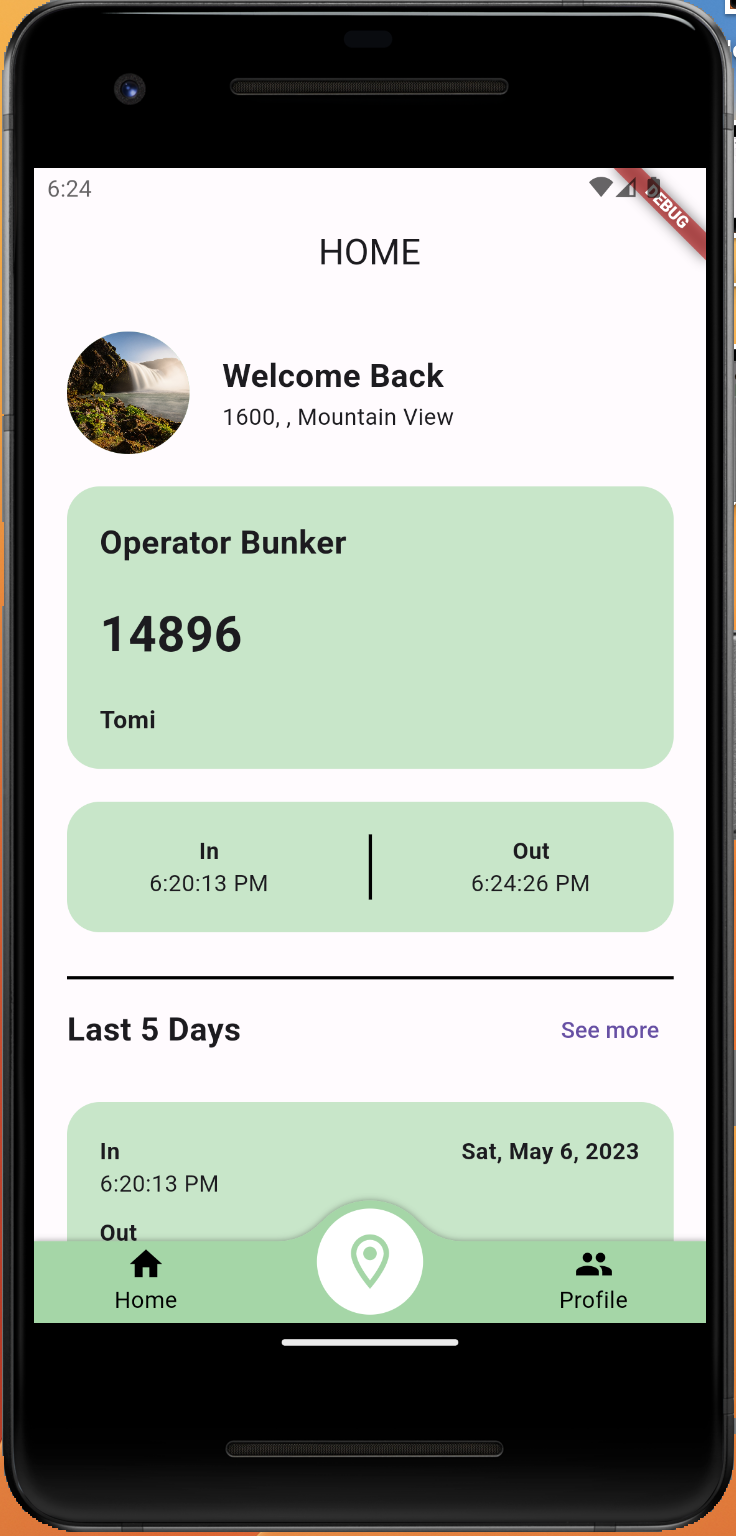 6:24
DEBUG
HOME
Welcome Back
1600, , Mountain View
Operator Bunker
14896
Tomi
In
Out
6:20:13 PM
6:24:26 PM
Last 5 Days
See more
In
Sat, May 6, 2023
6:20:13 PM
Out
Home
Profile